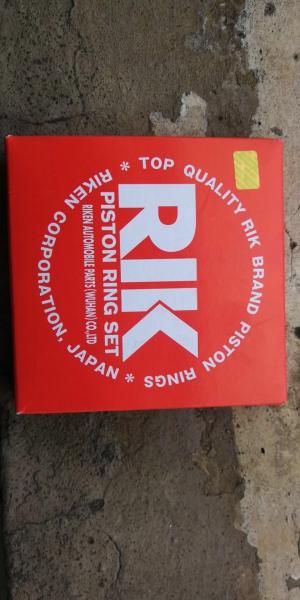 * TOP QUALITY RIK BRAND PISTON RINGS *
RIK
PISTON RING SET
RIKEN AUTOMOBILE PARTS (WUHAN) CO.,LTD
RIKEN CORPORATION, JAPAN